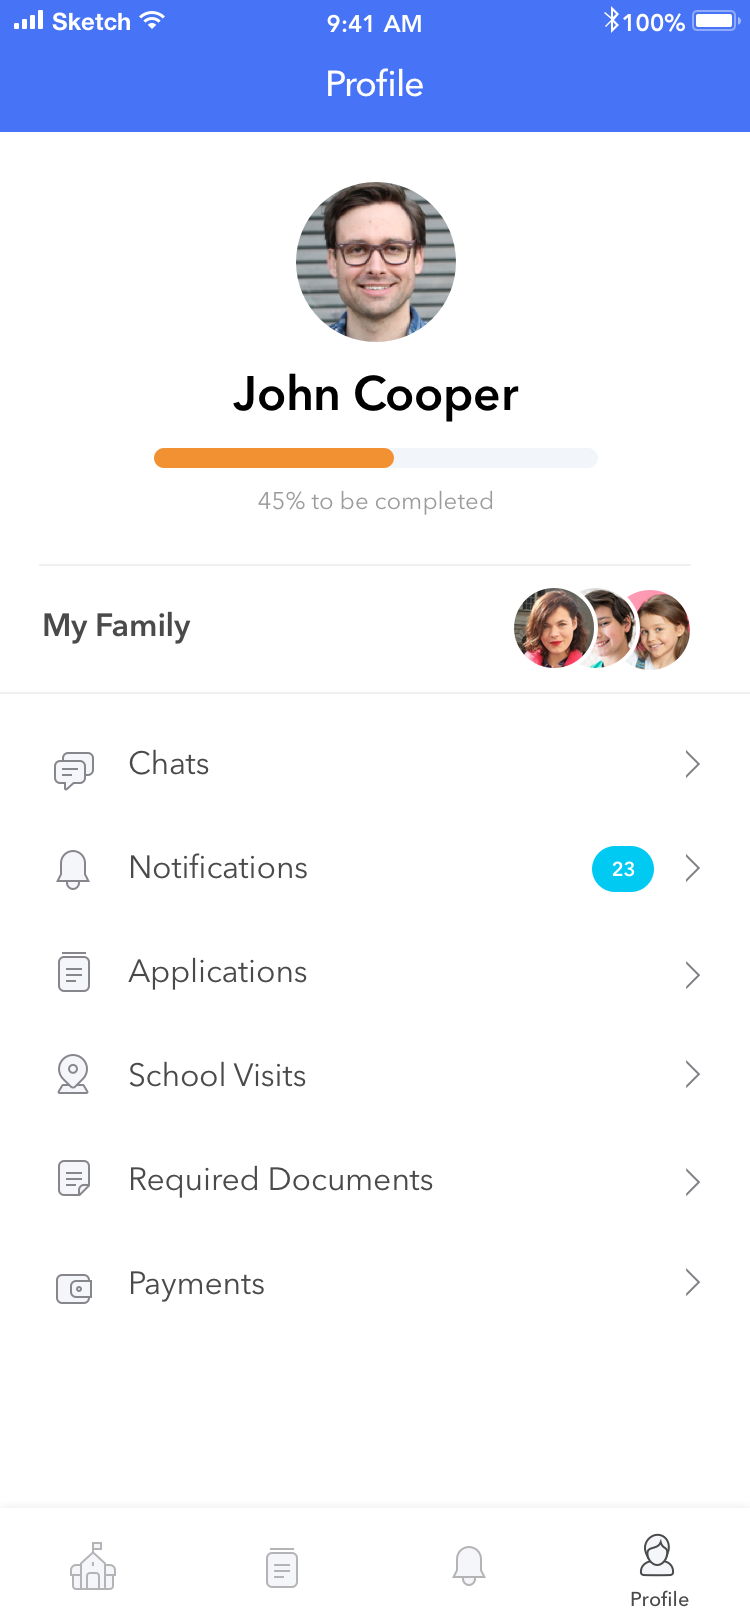 Sketch 9:41 AM 100%
Profile
John Cooper
45% to be completed
My Family
Chats
Notifications 23
Applications
School Visits
Required Documents
Payments
Profile